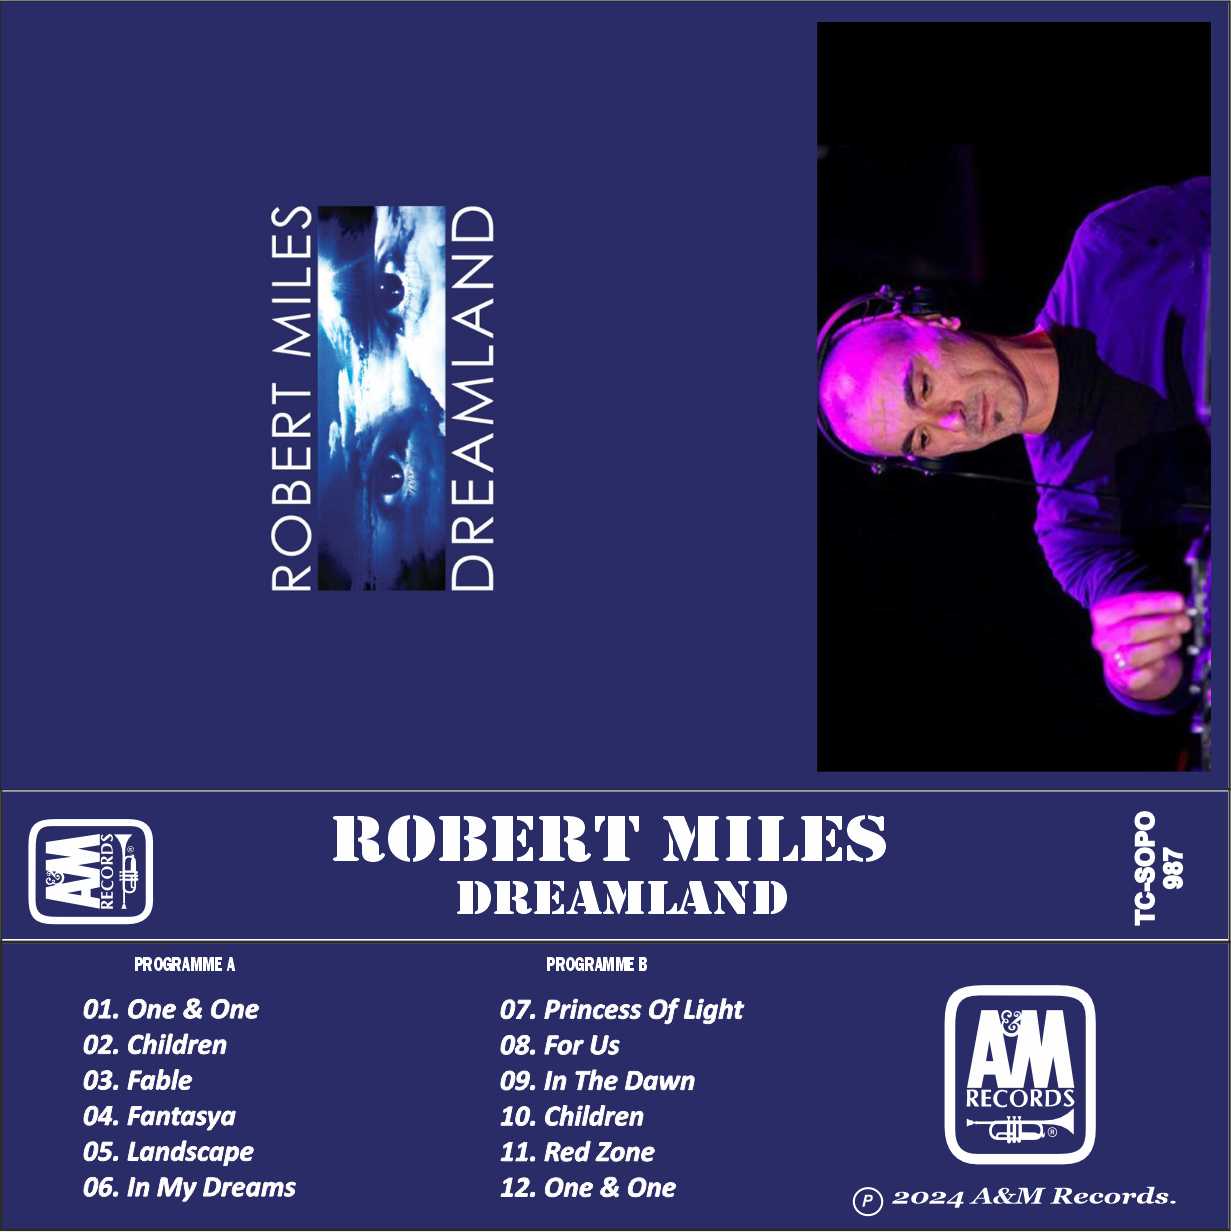 ROBERT MILES
DREAMLAND
A&M
RECORDS
®
ROBERT MILES
DREAMLAND
TC-SOPO
987
PROGRAMME A
01. One & One
02. Children
03. Fable
04. Fantasya
05. Landscape
06. In My Dreams
PROGRAMME B
07. Princess Of Light
08. For Us
09. In The Dawn
10. Children
11. Red Zone
12. One & One
A&M
RECORDS
®
℗ 2024 A&M Records.